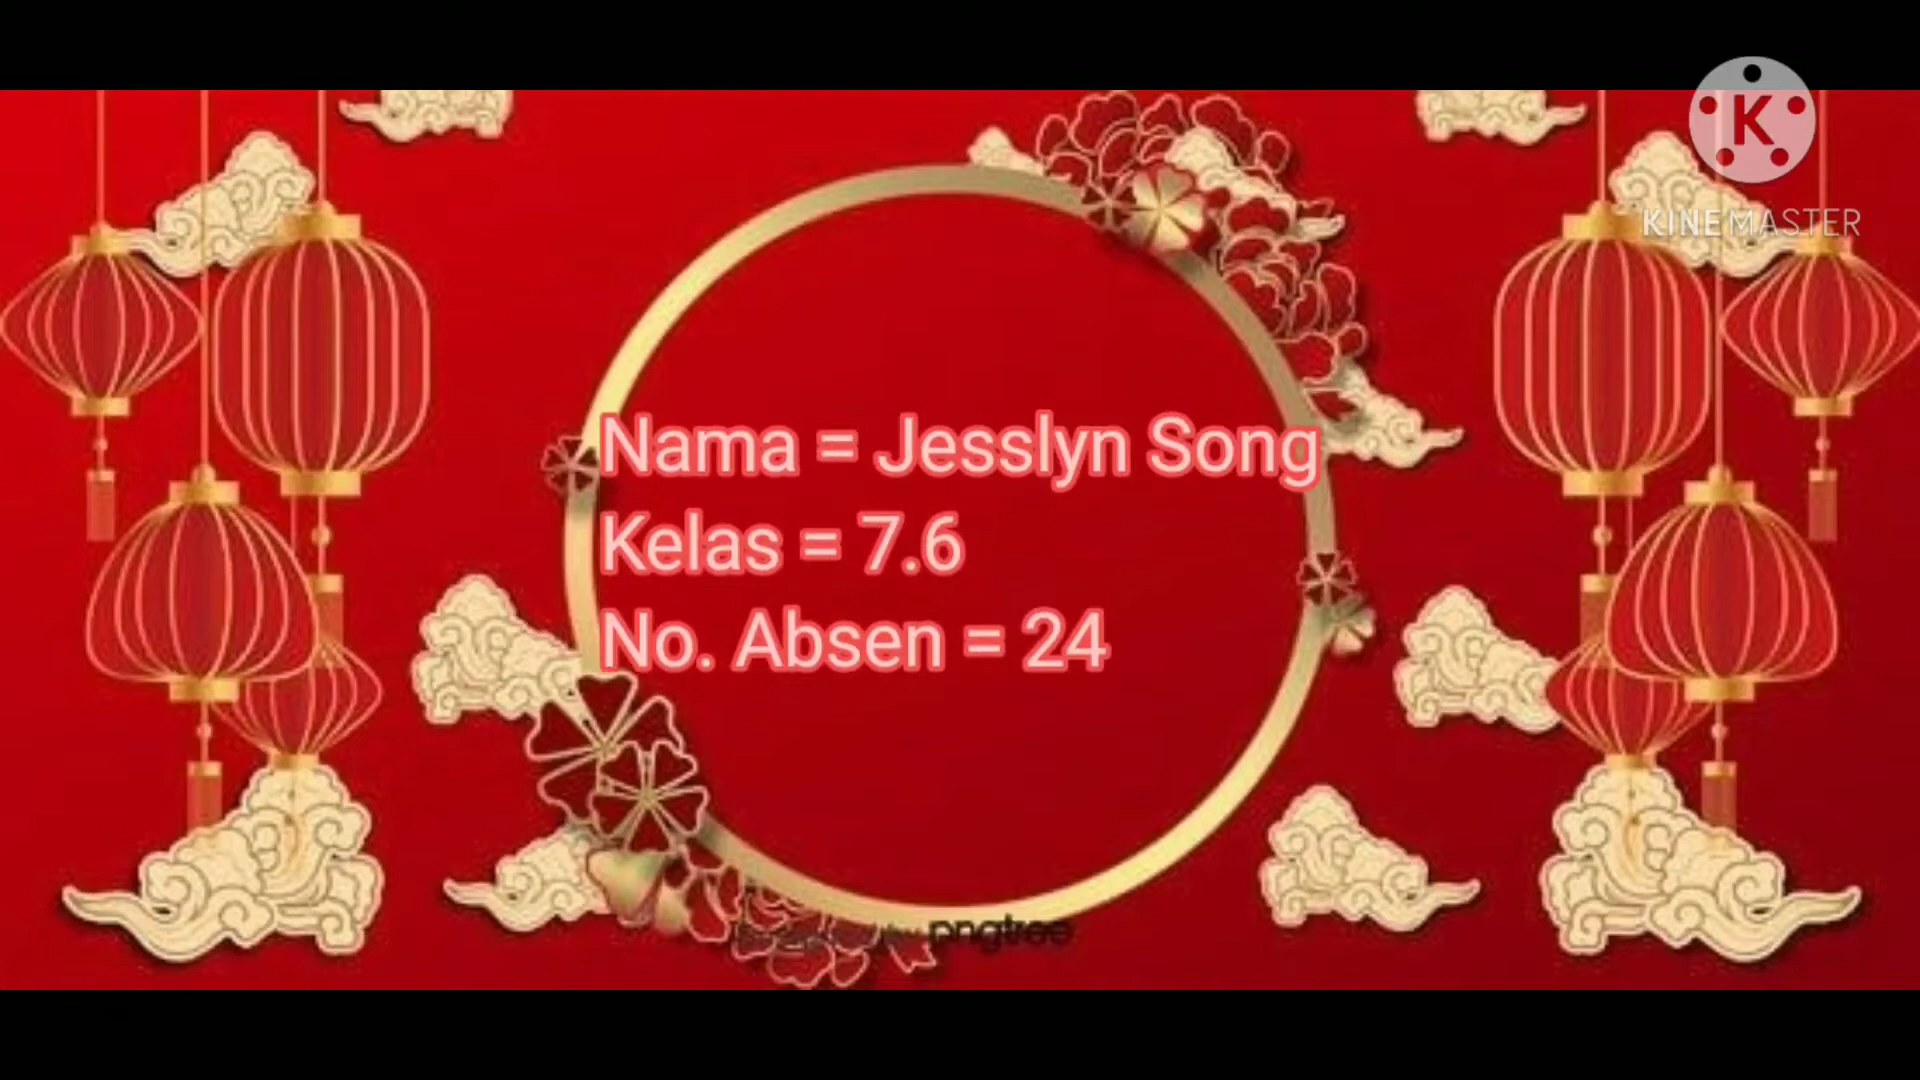 K
KINEMASTER
Nama = Jesslyn Song
Kelas = 7.6
No. Absen = 24
pngtree